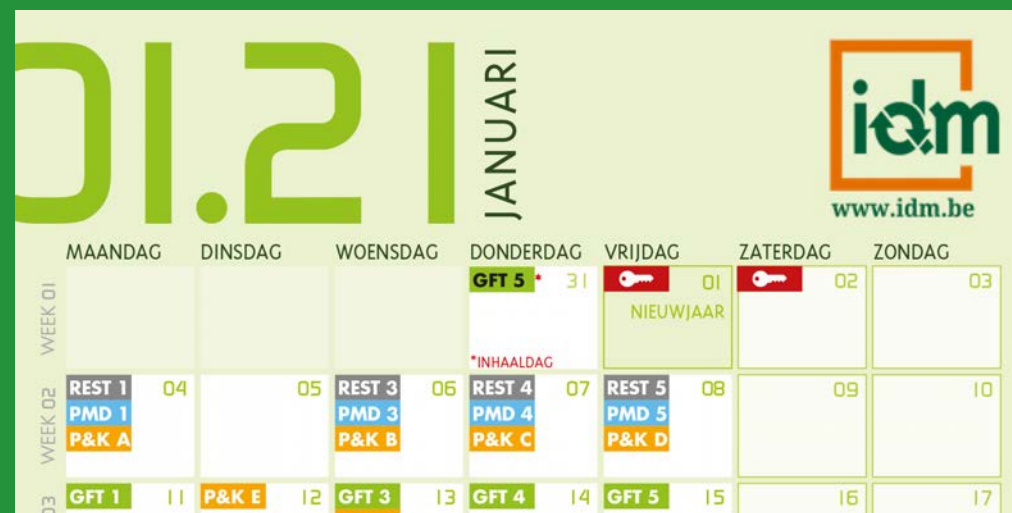 01.21
JANUARI
idm
www.idm.be
MAANDAG DINSDAG WOENSDAG DONDERDAG VRIJDAG ZATERDAG ZONDAG
WEEK 01
GFT 5 * 31 01 02 03
NIEUWJAAR
*INHAALDAG
WEEK 02
REST 1 04 05 REST 3 06 REST 4 07 REST 5 08 09 10
PMD 1 PMD 3 PMD 4 PMD 5
P&K A P&K B P&K C P&K D
03
GFT 1 11 P&K E 12 GFT 3 13 GFT 4 14 GFT 5 15 16 17